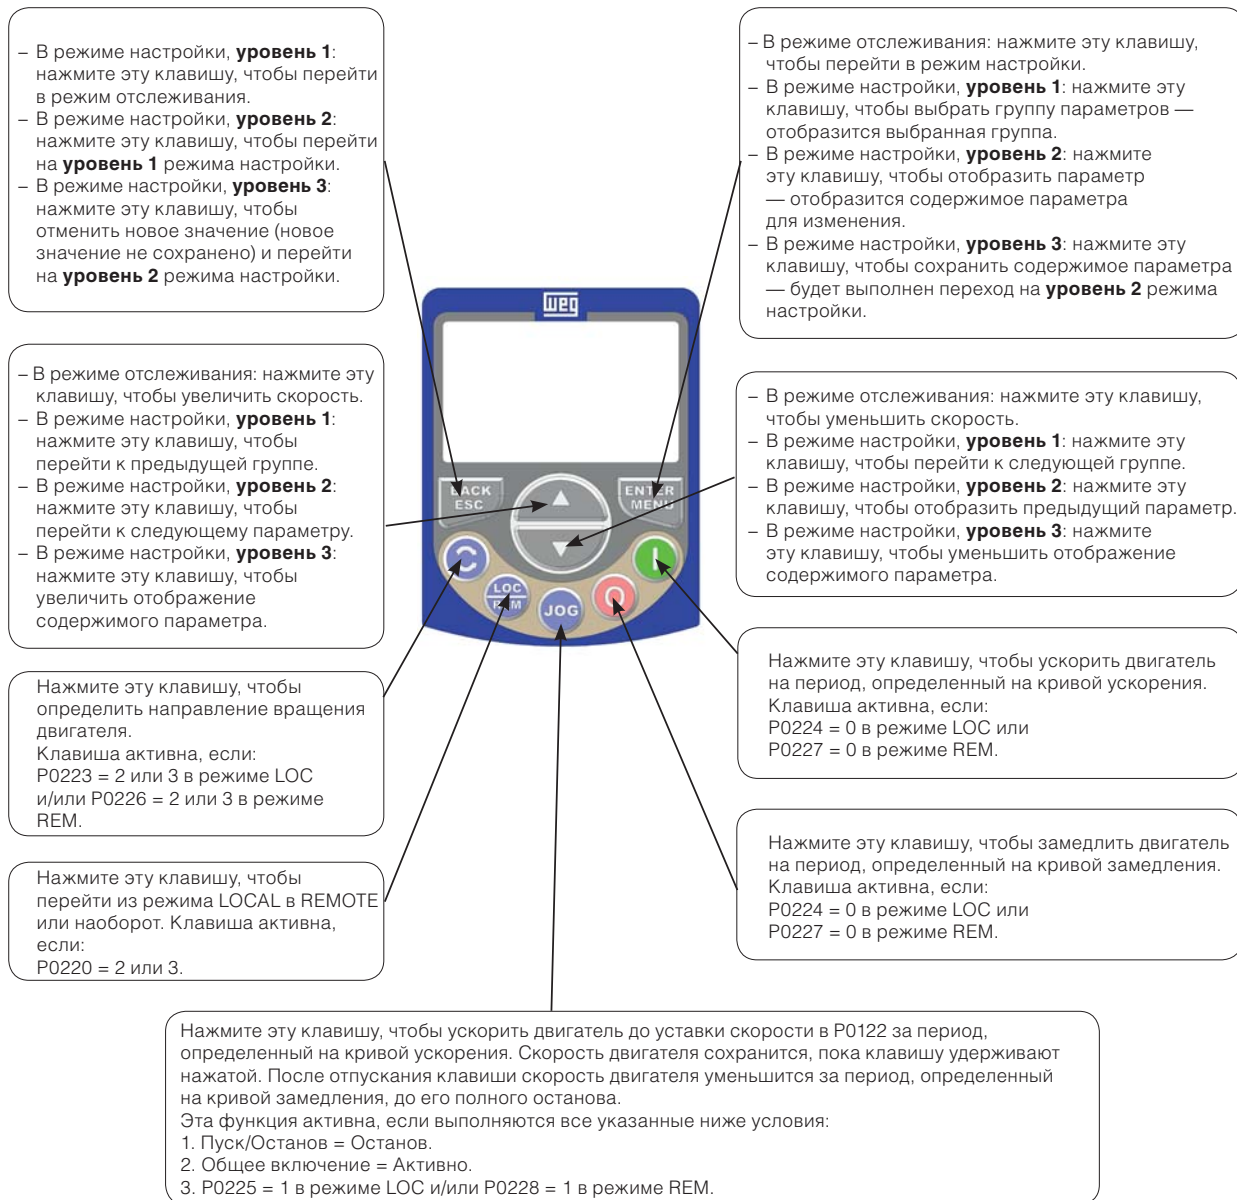 – В режиме настройки, уровень 1:
нажмите эту клавишу, чтобы перейти
в режим отслеживания.
– В режиме настройки, уровень 2:
нажмите эту клавишу, чтобы перейти
на уровень 1 режима настройки.
– В режиме настройки, уровень 3:
нажмите эту клавишу, чтобы
отменить новое значение (новое
значение не сохранено) и перейти
на уровень 2 режима настройки.
– В режиме отслеживания: нажмите эту клавишу,
чтобы перейти в режим настройки.
– В режиме настройки, уровень 1: нажмите эту
клавишу, чтобы выбрать группу параметров —
отобразится выбранная группа.
– В режиме настройки, уровень 2: нажмите
эту клавишу, чтобы отобразить параметр
— отобразится содержимое параметра
для изменения.
– В режиме настройки, уровень 3: нажмите эту
клавишу, чтобы сохранить содержимое параметра
— будет выполнен переход на уровень 2 режима
настройки.
weg
– В режиме отслеживания: нажмите эту
клавишу, чтобы увеличить скорость.
– В режиме настройки, уровень 1:
нажмите эту клавишу, чтобы
перейти к предыдущей группе.
– В режиме настройки, уровень 2:
нажмите эту клавишу, чтобы
перейти к следующему параметру.
– В режиме настройки, уровень 3:
нажмите эту клавишу, чтобы
увеличить отображение
содержимого параметра.
– В режиме отслеживания: нажмите эту клавишу,
чтобы уменьшить скорость.
– В режиме настройки, уровень 1: нажмите эту
клавишу, чтобы перейти к следующей группе.
– В режиме настройки, уровень 2: нажмите эту
клавишу, чтобы отобразить предыдущий параметр.
– В режиме настройки, уровень 3: нажмите
эту клавишу, чтобы уменьшить отображение
содержимого параметра.
BACK
ESC
ENTER
MENU
LOC
REM
JOG
Нажмите эту клавишу, чтобы
определить направление вращения
двигателя.
Клавиша активна, если:
P0223 = 2 или 3 в режиме LOC
и/или P0226 = 2 или 3 в режиме
REM.
Нажмите эту клавишу, чтобы ускорить двигатель
на период, определенный на кривой ускорения.
Клавиша активна, если:
P0224 = 0 в режиме LOC или
P0227 = 0 в режиме REM.
Нажмите эту клавишу, чтобы
перейти из режима LOCAL в REMOTE
или наоборот. Клавиша активна,
если:
P0220 = 2 или 3.
Нажмите эту клавишу, чтобы замедлить двигатель
на период, определенный на кривой замедления.
Клавиша активна, если:
P0224 = 0 в режиме LOC или
P0227 = 0 в режиме REM.
Нажмите эту клавишу, чтобы ускорить двигатель до уставки скорости в P0122 за период,
определенный на кривой ускорения. Скорость двигателя сохранится, пока клавишу удерживают
нажатой. После отпускания клавиши скорость двигателя уменьшится за период, определенный
на кривой замедления, до его полного останова.
Эта функция активна, если выполняются все указанные ниже условия:
1. Пуск/Останов = Останов.
2. Общее включение = Активно.
3. P0225 = 1 в режиме LOC и/или P0228 = 1 в режиме REM.